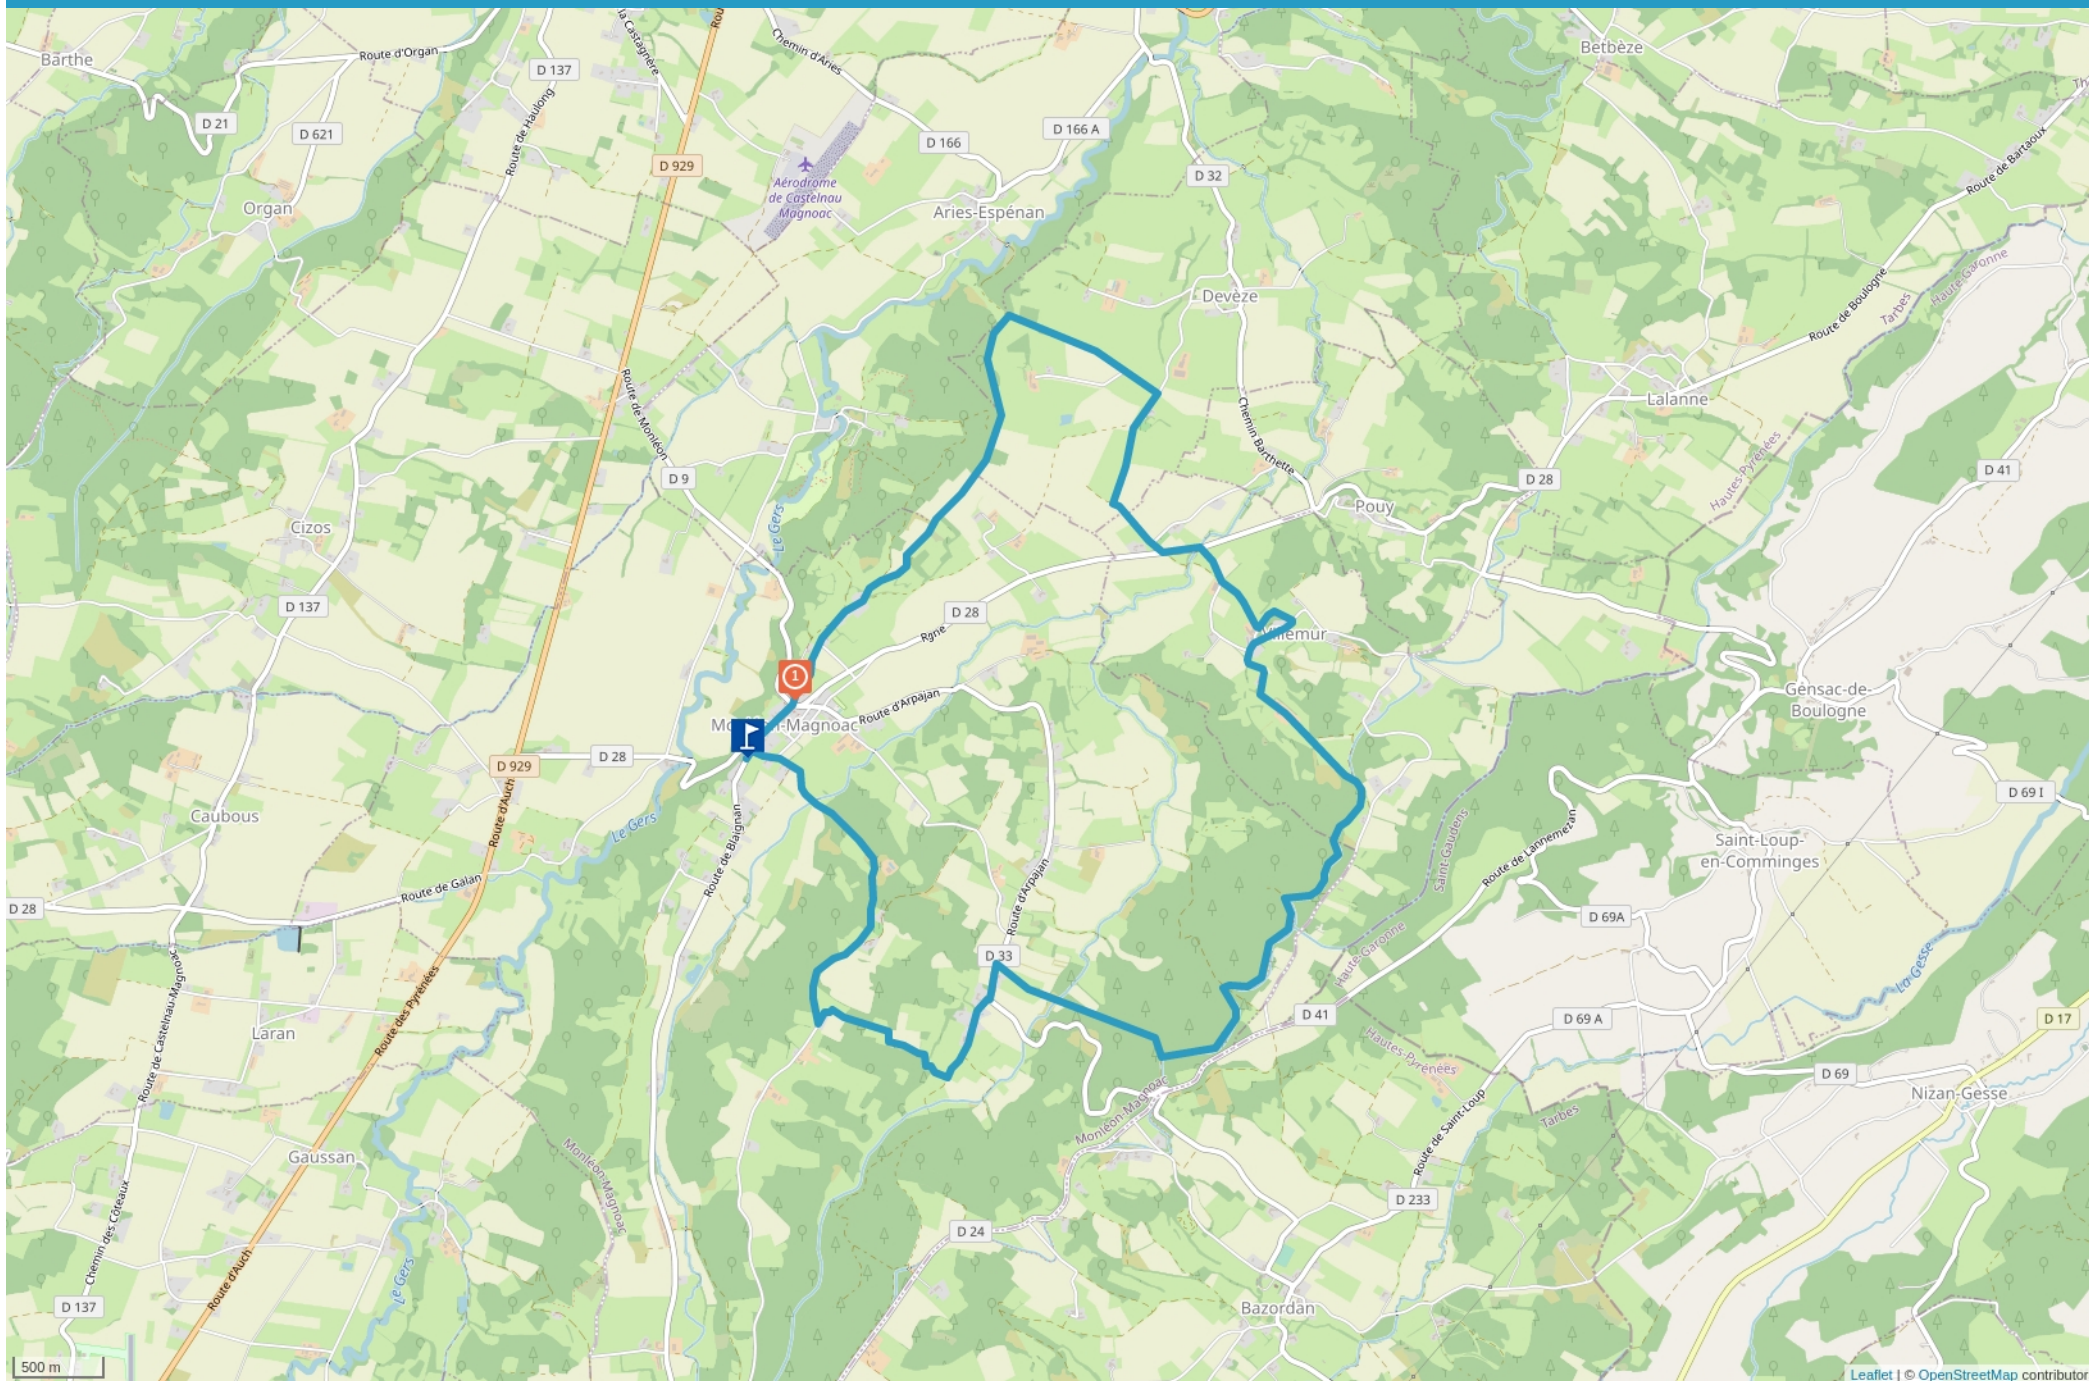 Barthe
Route d'Organ
D 137
la Castagnère
Rou
Chemin d'Aries
Betbèze
D 21
D 621
Route de Haulong
D 929
D 166
D 166 A
Aérodrome
de Castelnau
Magnoac
D 32
Route de Bartaoux
Th
Organ
Aries-Espénan
Devèze
Route de Boulogne
Tarbes
Haute-Garonne
Route de Monléon
Chemin Barthette
Lalanne
Hautes-Pyrénées
D 41
D 9
D 28
Pouy
Le Gers
Cizos
D 137
D 28
Rgne
Villemur
1
Route d'Arpajan
Gensac-de-
Boulogne
D 28
D 929
Route d'Auch
Caubous
Le Gers
Route de Blaignan
D 69 I
Saint-Loup-
en-Comminges
Saint-Gaudens
Route de Lannemezan
Route de Galan
D 28
Route d'Arpajan
D 69A
D 33
Haute-Garonne
La Gesse
Route de Castelnau-Magnoac
Route des Pyrénées
Laran
D 41
D 69 A
D 17
Hautes-Pyrénées
D 69
Nizan-Gesse
Monléon-Magnoac
Route de Saint-Loup
Tarbes
Gaussan
Monléon-Magnoac
Chemin des Côteaux
D 233
D 24
Route d'Auch
Le Gers
D 137
Bazordan
500 m
Leaflet | © OpenStreetMap contributor